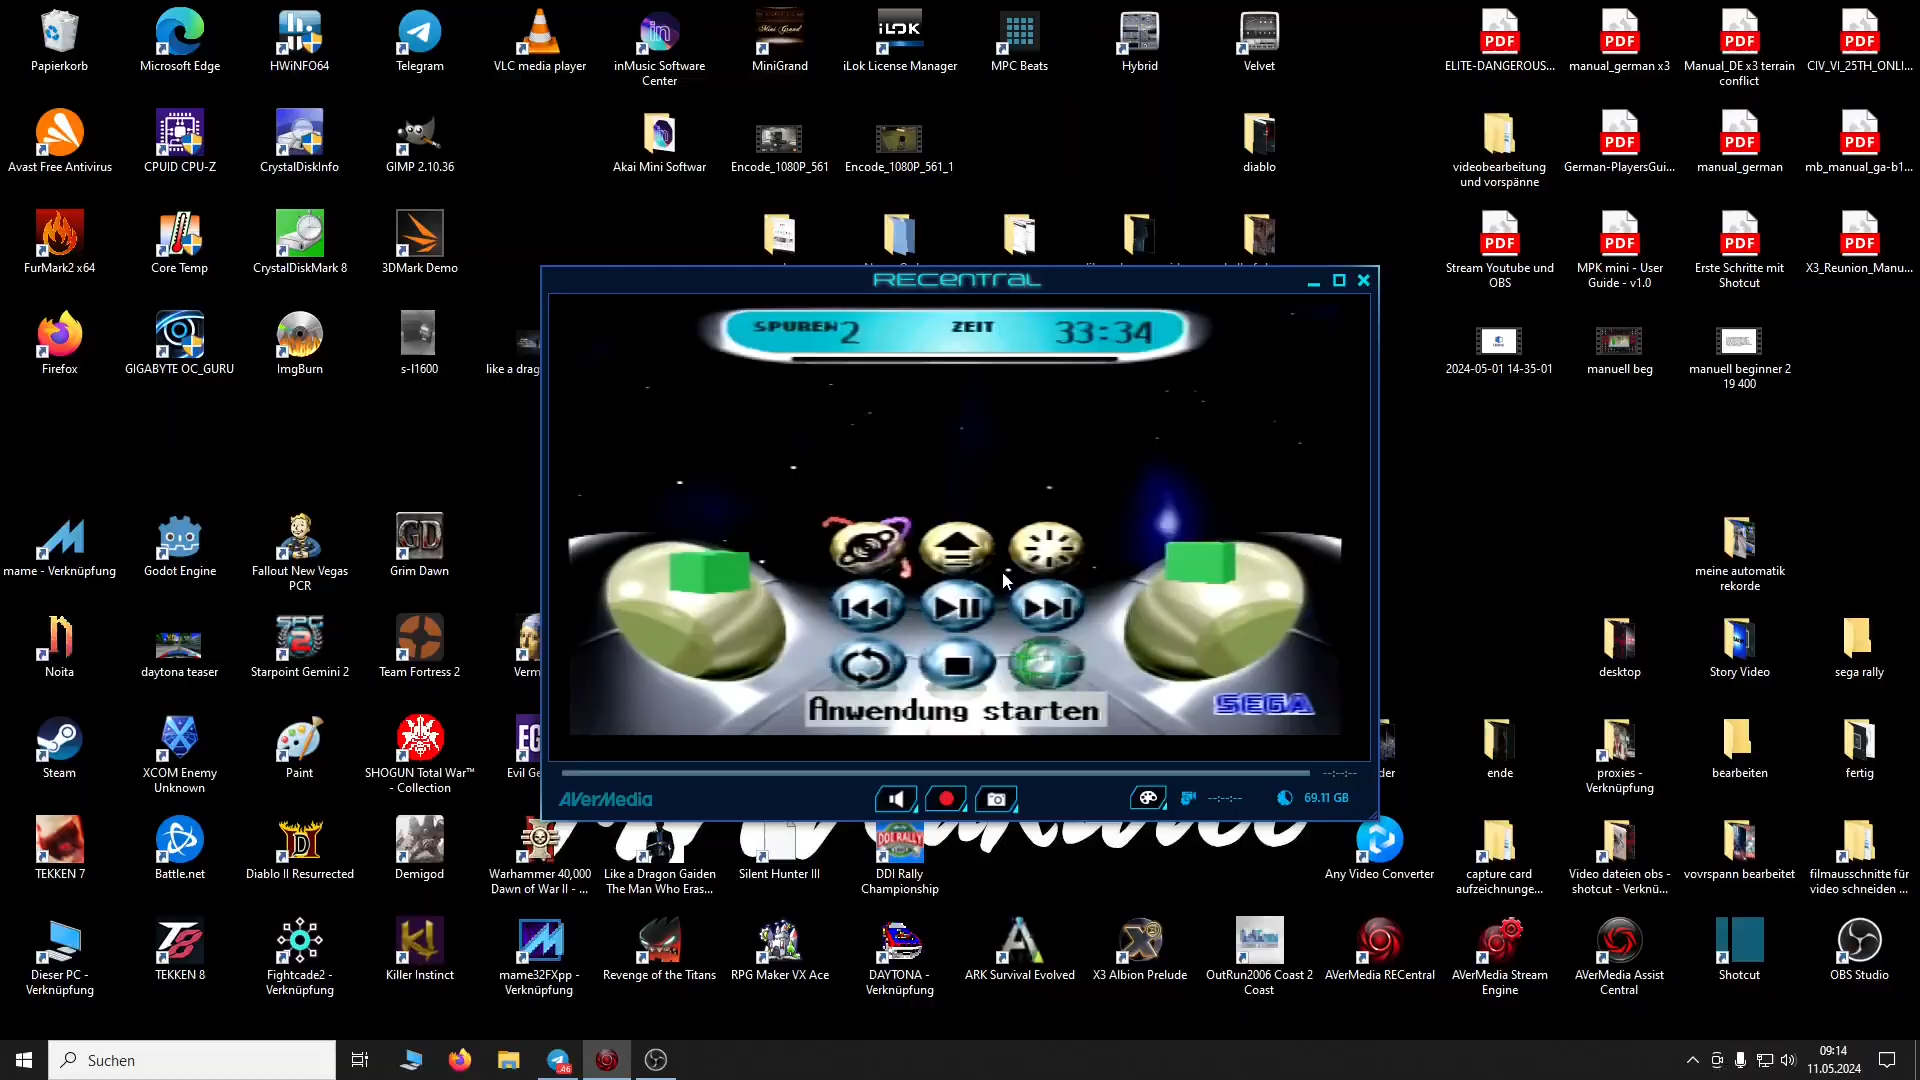 Papierkorb
Microsoft Edge
HWiNFO64
Telegram
VLC media player
inMusic Software Center
MiniGrand
iLok License Manager
MPC Beats
Hybrid
Velvet
ELITE-DANGEROUS...
manual_german x3
Manual_DE x3 terrain conflict
CIV_VI_25TH_ONLI...
Avast Free Antivirus
CPUID CPU-Z
CrystalDiskInfo
GIMP 2.10.36
Akai Mini Softwar
Encode_1080P_561
Encode_1080P_561_1
diablo
videobearbeitung und vorspänne
German-PlayersGui...
manual_german
mb_manual_ga-b1...
FurMark2 x64
Core Temp
CrystalDiskMark 8
3DMark Demo
Stream Youtube und OBS
MPK mini - User Guide - v1.0
Erste Schritte mit Shotcut
X3_Reunion_Manu...
RECentral
SPUREN 2 ZEIT 33:34
Firefox
GIGABYTE OC_GURU
ImgBurn
s-l1600
like a drag
2024-05-01 14-35-01
manuell beg
manuell beginner 2 19 400
mame - Verknüpfung
Godot Engine
Fallout New Vegas PCR
Grim Dawn
meine automatik rekorde
Noita
daytona teaser
Starpoint Gemini 2
Team Fortress 2
Verm
desktop
Story Video
sega rally
Anwendung starten
SEGA
Steam
XCOM Enemy Unknown
Paint
SHOGUN Total War™ - Collection
Evil Ge
der
ende
proxies - Verknüpfung
bearbeiten
fertig
--:--:--
AVerMedia
--:--:--
69.11 GB
TEKKEN 7
Battle.net
Diablo II Resurrected
Demigod
Warhammer 40,000 Dawn of War II - ...
Like a Dragon Gaiden The Man Who Eras...
Silent Hunter III
DDI Rally Championship
Any Video Converter
capture card aufzeichnunge...
Video dateien obs - shotcut - Verknü...
vovrspann bearbeitet
filmausschnitte für video schneiden ...
Dieser PC - Verknüpfung
TEKKEN 8
Fightcade2 - Verknüpfung
Killer Instinct
mame32FXpp - Verknüpfung
Revenge of the Titans
RPG Maker VX Ace
DAYTONA - Verknüpfung
ARK Survival Evolved
X3 Albion Prelude
OutRun2006 Coast 2 Coast
AVerMedia RECentral
AVerMedia Stream Engine
AVerMedia Assist Central
Shotcut
OBS Studio
Suchen
09:14
11.05.2024